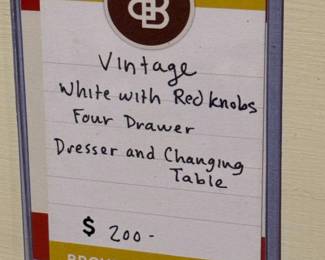 Vintage
White with Red knobs
Four Drawer
Dresser and Changing
Table
$ 200-